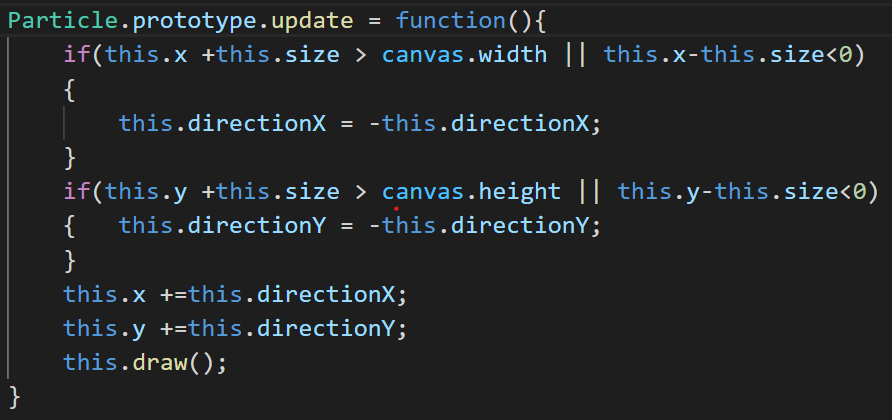 Particle.prototype.update = function(){
    if(this.x +this.size > canvas.width || this.x-this.size<0)
    {
        this.directionX = -this.directionX;
    }
    if(this.y +this.size > canvas.height || this.y-this.size<0)
    {   this.directionY = -this.directionY;
    }
    this.x +=this.directionX;
    this.y +=this.directionY;
    this.draw();
}